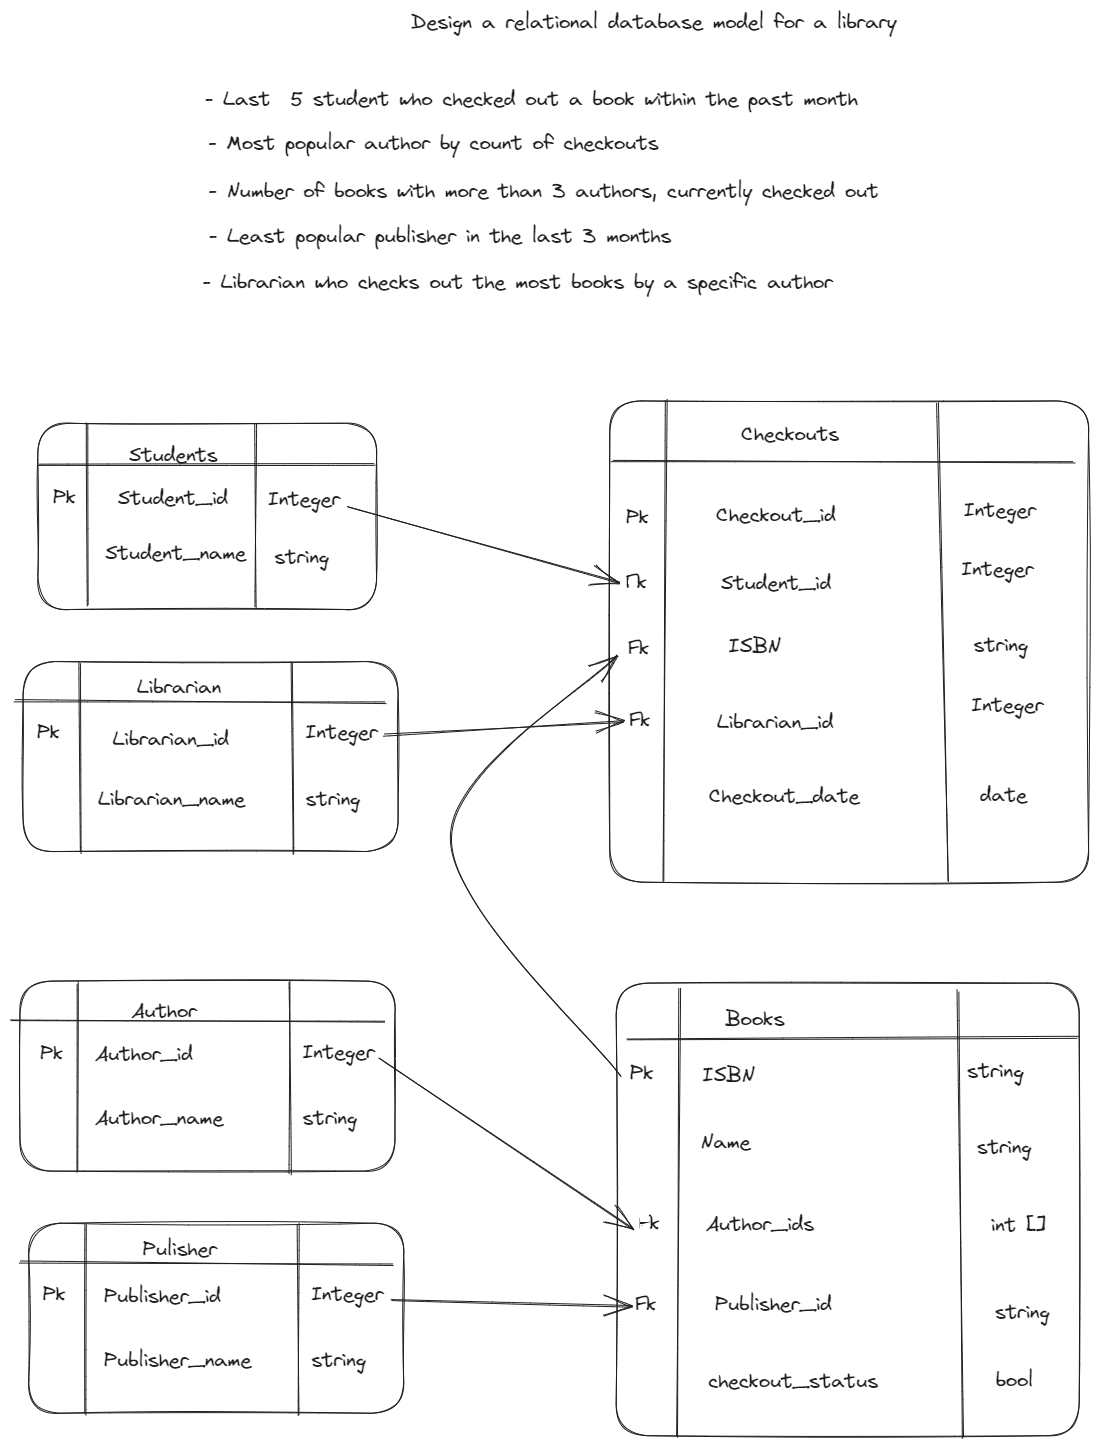 Design a relational database model for a library
- Last 5 student who checked out a book within the past month
- Most popular author by count of checkouts
- Number of books with more than 3 authors, currently checked out
- Least popular publisher in the last 3 months
- Librarian who checks out the most books by a specific author
Students
Pk Student_id Integer
Student_name string
Librarian
Pk Librarian_id Integer
Librarian_name string
Checkouts
Pk Checkout_id Integer
Fk Student_id Integer
Fk ISBN string
Fk Librarian_id Integer
Checkout_date date
Author
Pk Author_id Integer
Author_name string
Pulisher
Pk Publisher_id Integer
Publisher_name string
Books
Pk ISBN string
Name string
Fk Author_ids int []
Fk Publisher_id string
checkout_status bool